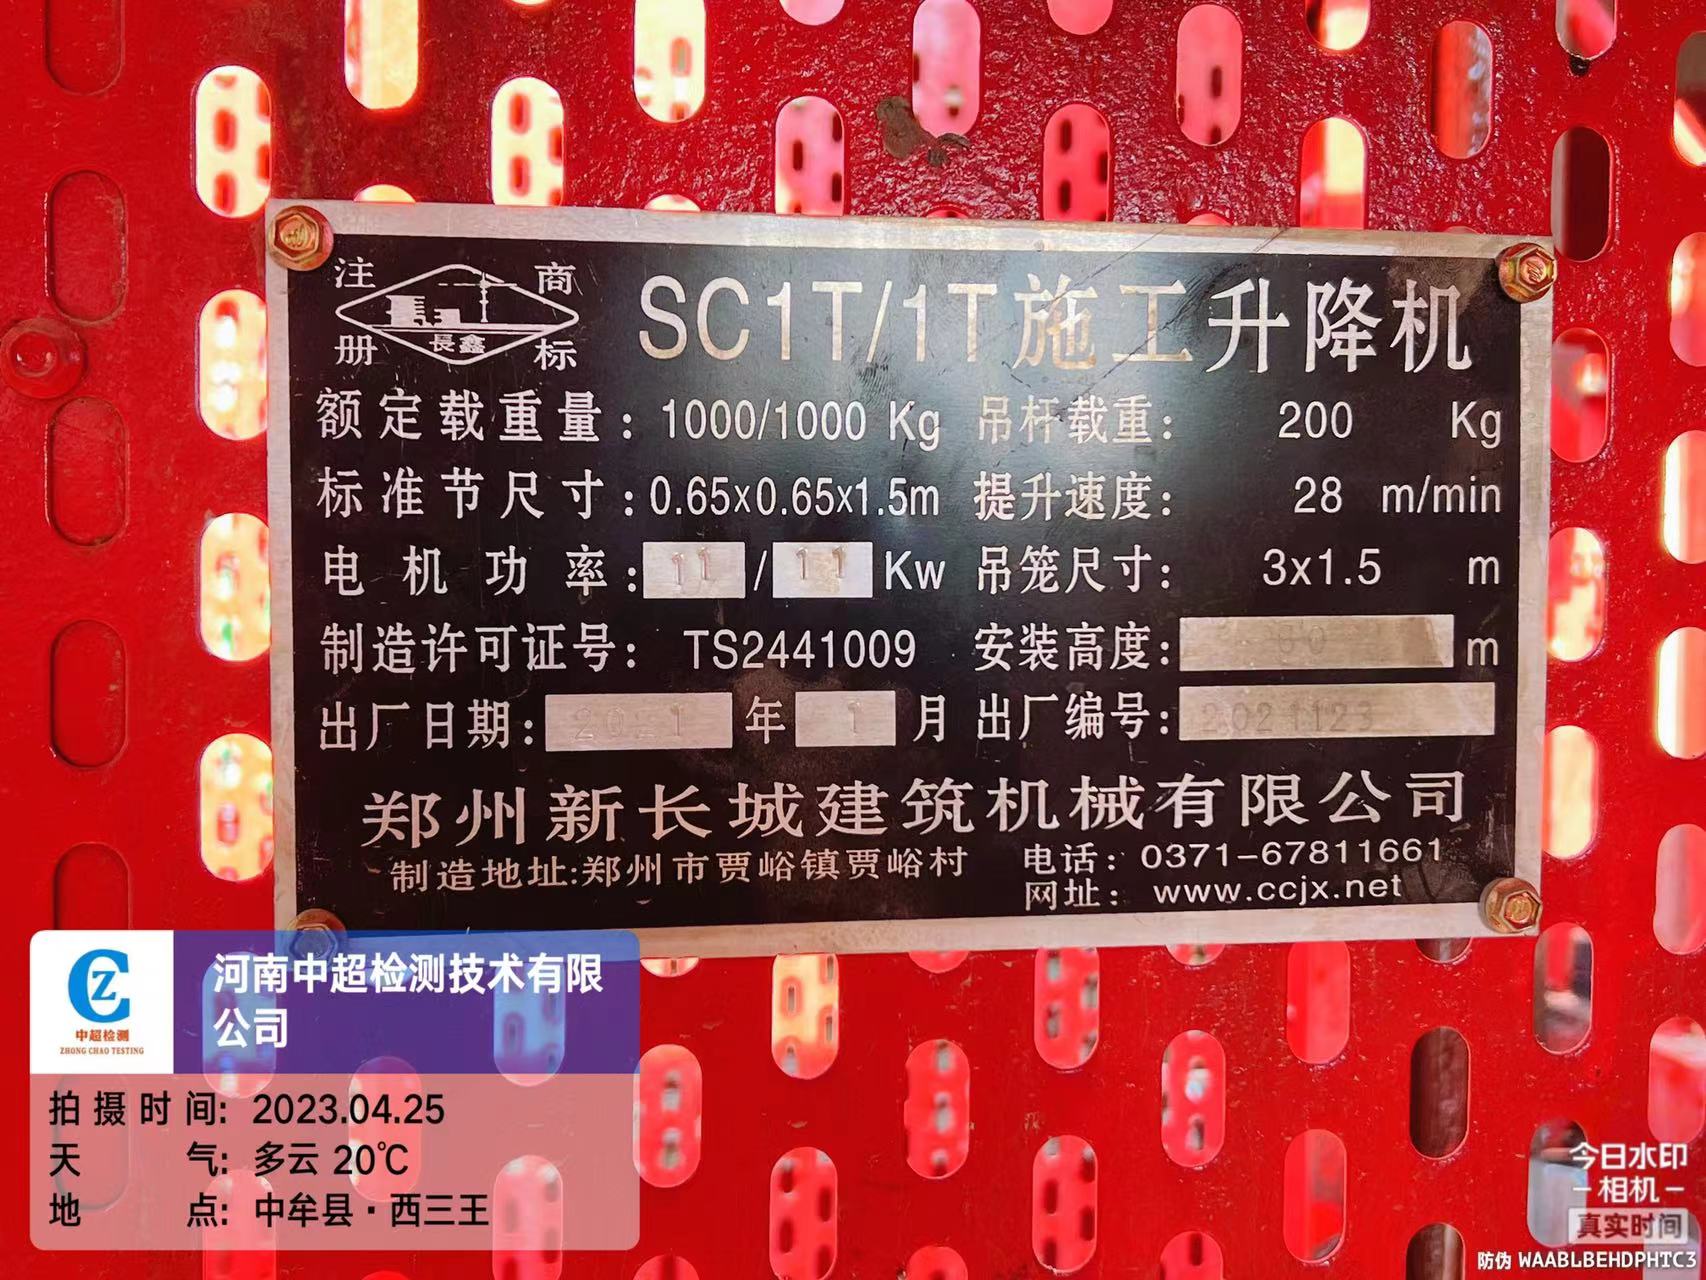 注册 商标
長鑫
SC1T/1T施工升降机
额定载重量: 1000/1000 Kg 吊杆载重: 200 Kg
标准节尺寸: 0.65x0.65x1.5m 提升速度: 28 m/min
电机功率: 11 / 11 Kw 吊笼尺寸: 3x1.5 m
制造许可证号: TS2441009 安装高度: m
出厂日期: 2021 年 1 月 出厂编号: 2021123
郑州新长城建筑机械有限公司
制造地址:郑州市贾峪镇贾峪村 电话: 0371-67811661
网址: www.ccjx.net
河南中超检测技术有限
公司
中超检测
ZHONG CHAO TESTING
拍摄时间: 2023.04.25
天气: 多云 20℃
地点: 中牟县·西三王
今日水印
-相机-
真实时间
防伪 WAABLBEHDPHTC3